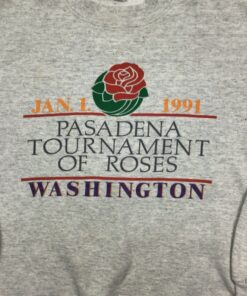 JAN. 1. 1991
PASADENA
TOURNAMENT
OF ROSES
WASHINGTON